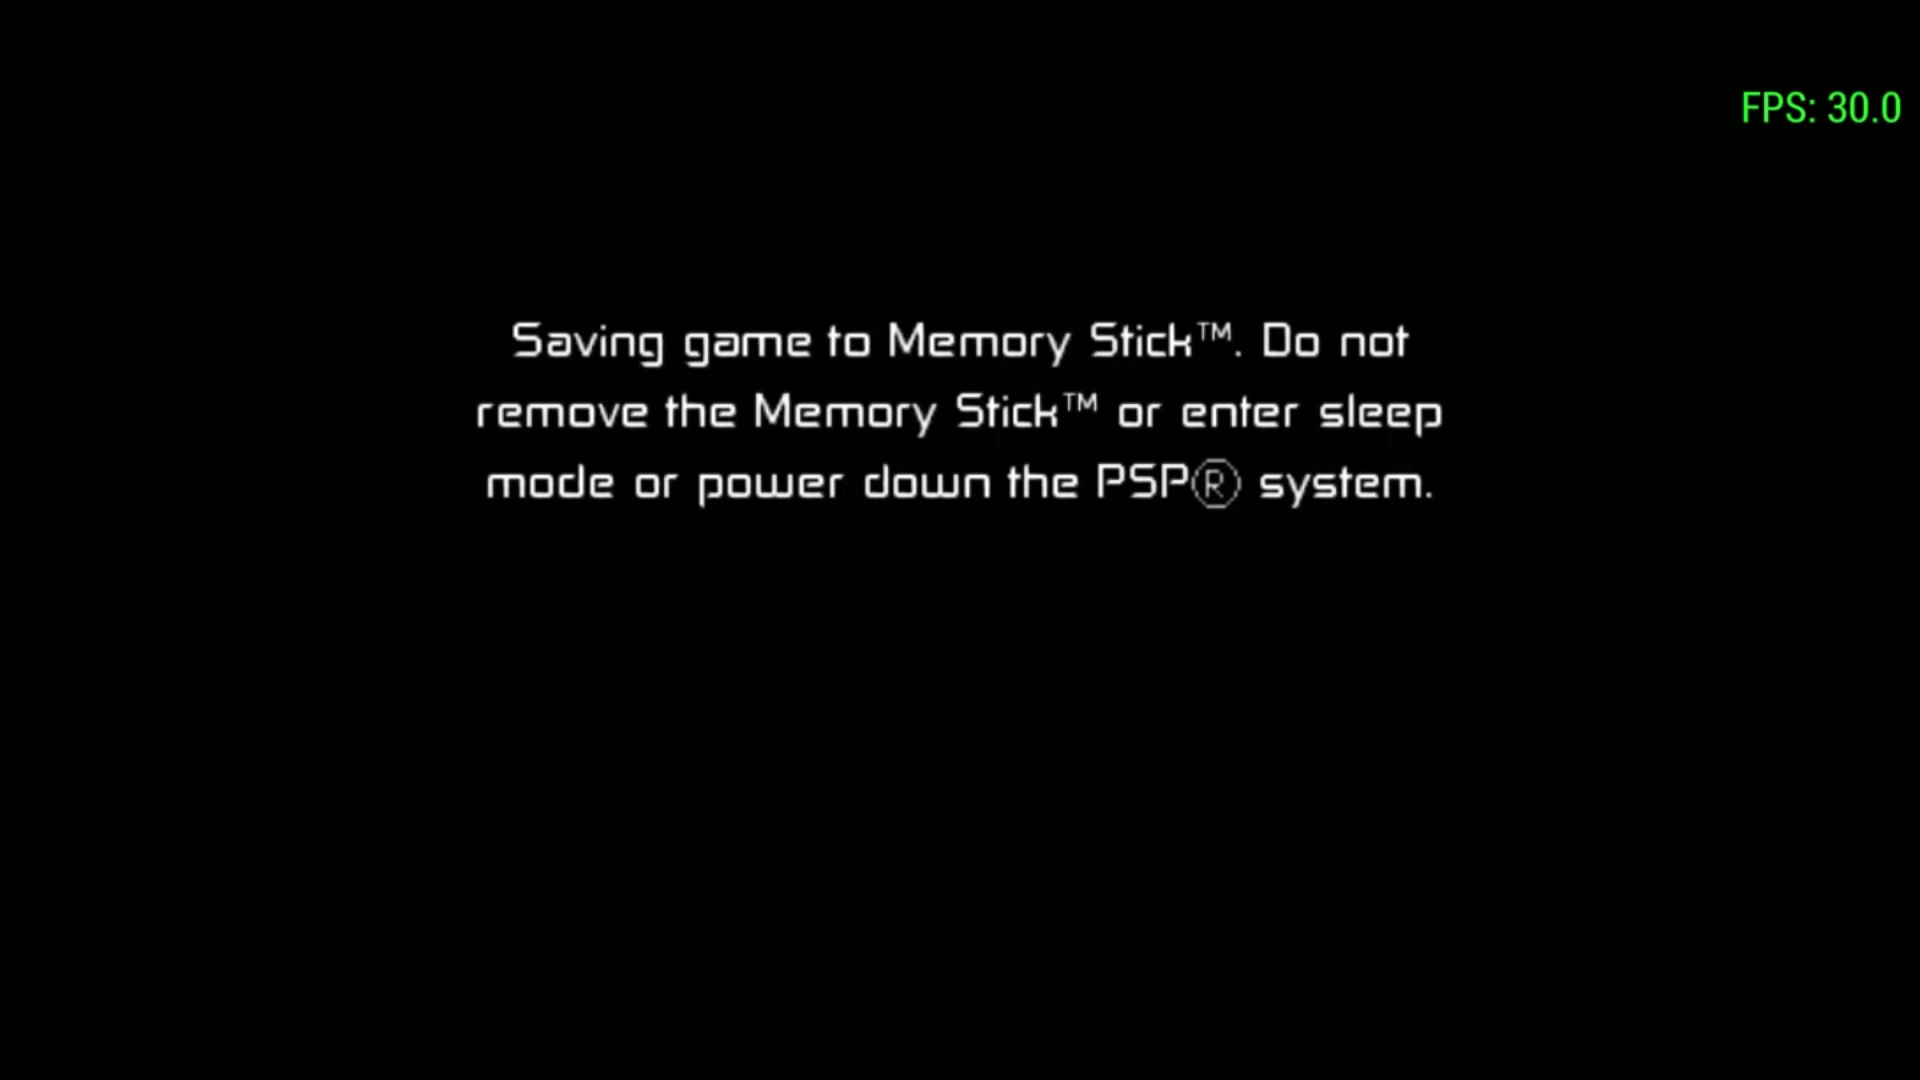 FPS: 30.0
Saving game to Memory Stick™. Do not
remove the Memory Stick™ or enter sleep
mode or power down the PSP® system.